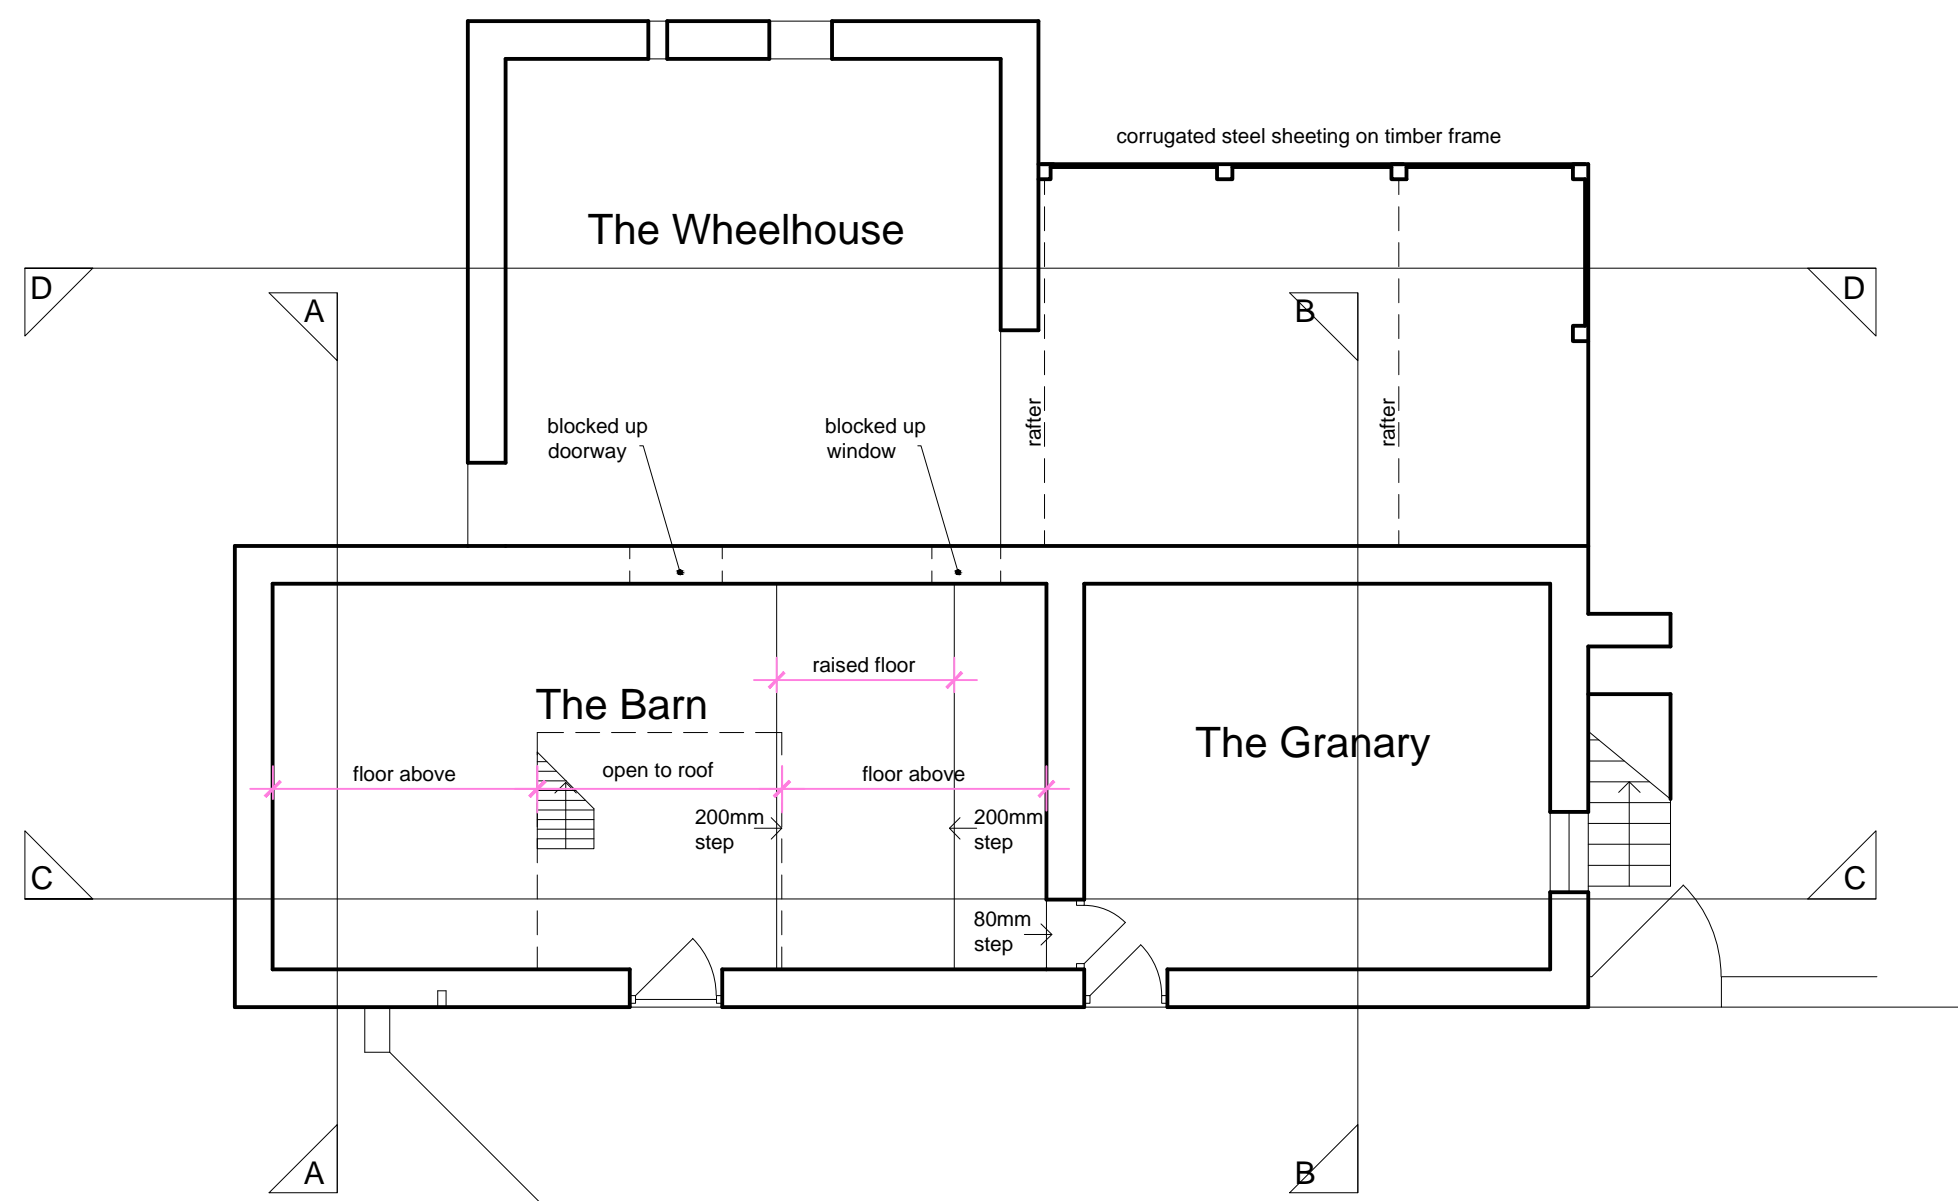 corrugated steel sheeting on timber frame
The Wheelhouse
D
D
A
B
blocked up
doorway
blocked up
window
rafter
rafter
raised floor
The Barn
The Granary
floor above
open to roof
floor above
200mm
step
200mm
step
C
C
80mm
step
A
B